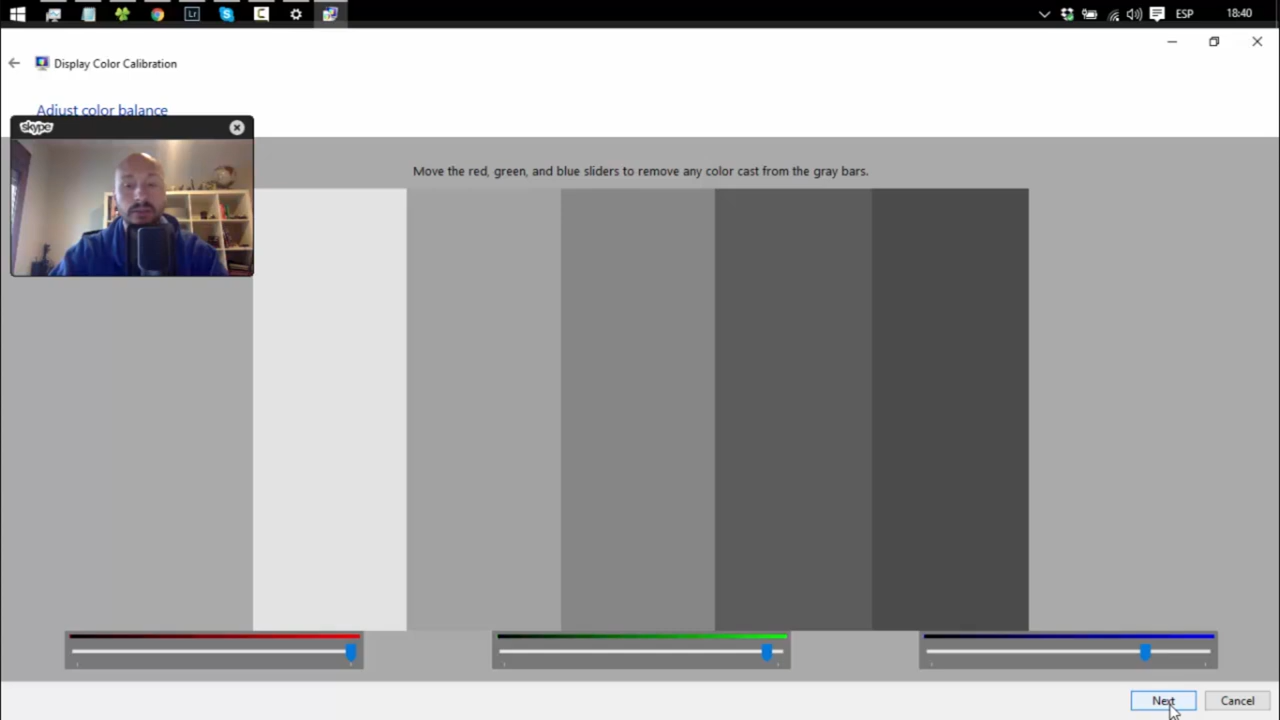 Lr
ESP
18:40
Display Color Calibration
Adjust color balance
skype
Move the red, green, and blue sliders to remove any color cast from the gray bars.
Next
Cancel